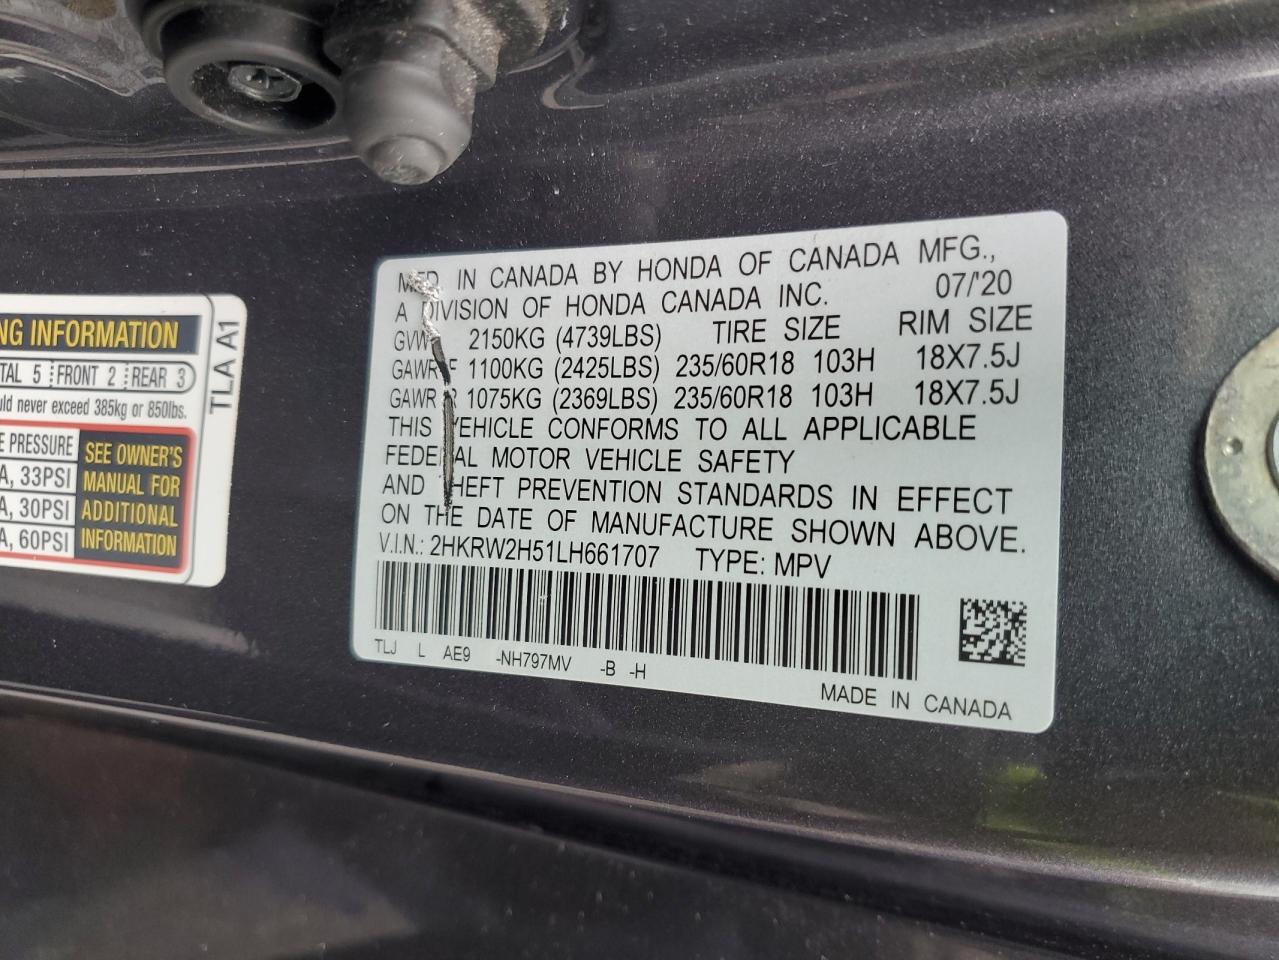 NG INFORMATION
TAL 5 FRONT 2 REAR 3
uld never exceed 385kg or 850lbs.
E PRESSURE
A, 33PSI
A, 30PSI
A, 60PSI
SEE OWNER'S
MANUAL FOR
ADDITIONAL
INFORMATION
TLA A1
MFD IN CANADA BY HONDA OF CANADA MFG.,
A DIVISION OF HONDA CANADA INC. 07/'20
GVW 2150KG (4739LBS) TIRE SIZE RIM SIZE
GAWR F 1100KG (2425LBS) 235/60R18 103H 18X7.5J
GAWR R 1075KG (2369LBS) 235/60R18 103H 18X7.5J
THIS VEHICLE CONFORMS TO ALL APPLICABLE
FEDERAL MOTOR VEHICLE SAFETY
AND THEFT PREVENTION STANDARDS IN EFFECT
ON THE DATE OF MANUFACTURE SHOWN ABOVE.
V.I.N.: 2HKRW2H51LH661707 TYPE: MPV
TLJ L AE9 -NH797MV -B -H
MADE IN CANADA